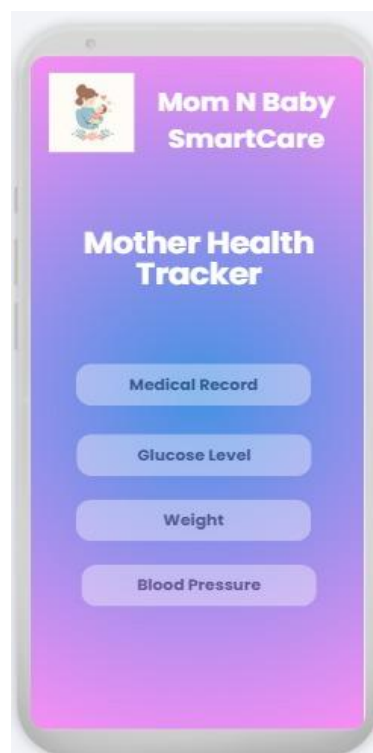 Mom N Baby
SmartCare
Mother Health
Tracker
Medical Record
Glucose Level
Weight
Blood Pressure